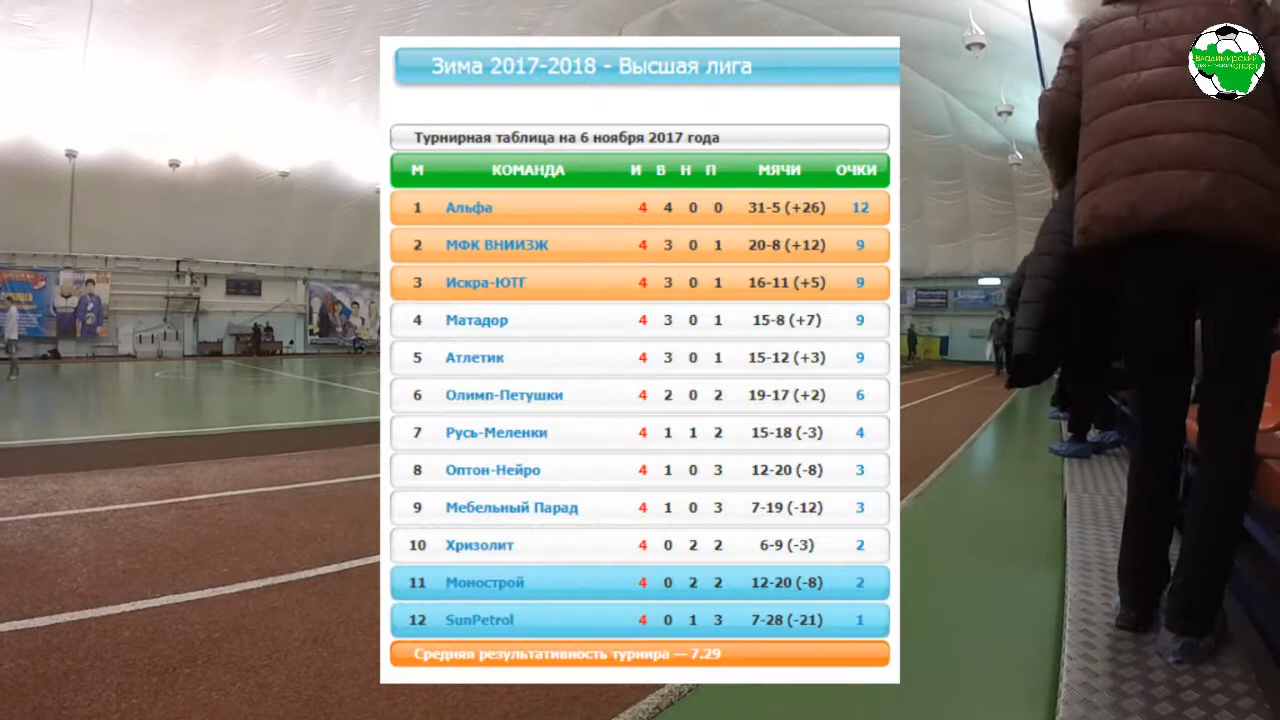 Владимирский
спорт
Зима 2017-2018 - Высшая лига
Турнирная таблица на 6 ноября 2017 года
М КОМАНДА И В Н П МЯЧИ ОЧКИ
1 Альфа 4 4 0 0 31-5 (+26) 12
2 МФК ВНИИЗЖ 4 3 0 1 20-8 (+12) 9
3 Искра-ЮТГ 4 3 0 1 16-11 (+5) 9
4 Матадор 4 3 0 1 15-8 (+7) 9
5 Атлетик 4 3 0 1 15-12 (+3) 9
6 Олимп-Петушки 4 2 0 2 19-17 (+2) 6
7 Русь-Меленки 4 1 1 2 15-18 (-3) 4
8 Оптон-Нейро 4 1 0 3 12-20 (-8) 3
9 Мебельный Парад 4 1 0 3 7-19 (-12) 3
10 Хризолит 4 0 2 2 6-9 (-3) 2
11 Монострой 4 0 2 2 12-20 (-8) 2
12 SunPetrol 4 0 1 3 7-28 (-21) 1
Средняя результативность турнира — 7.29